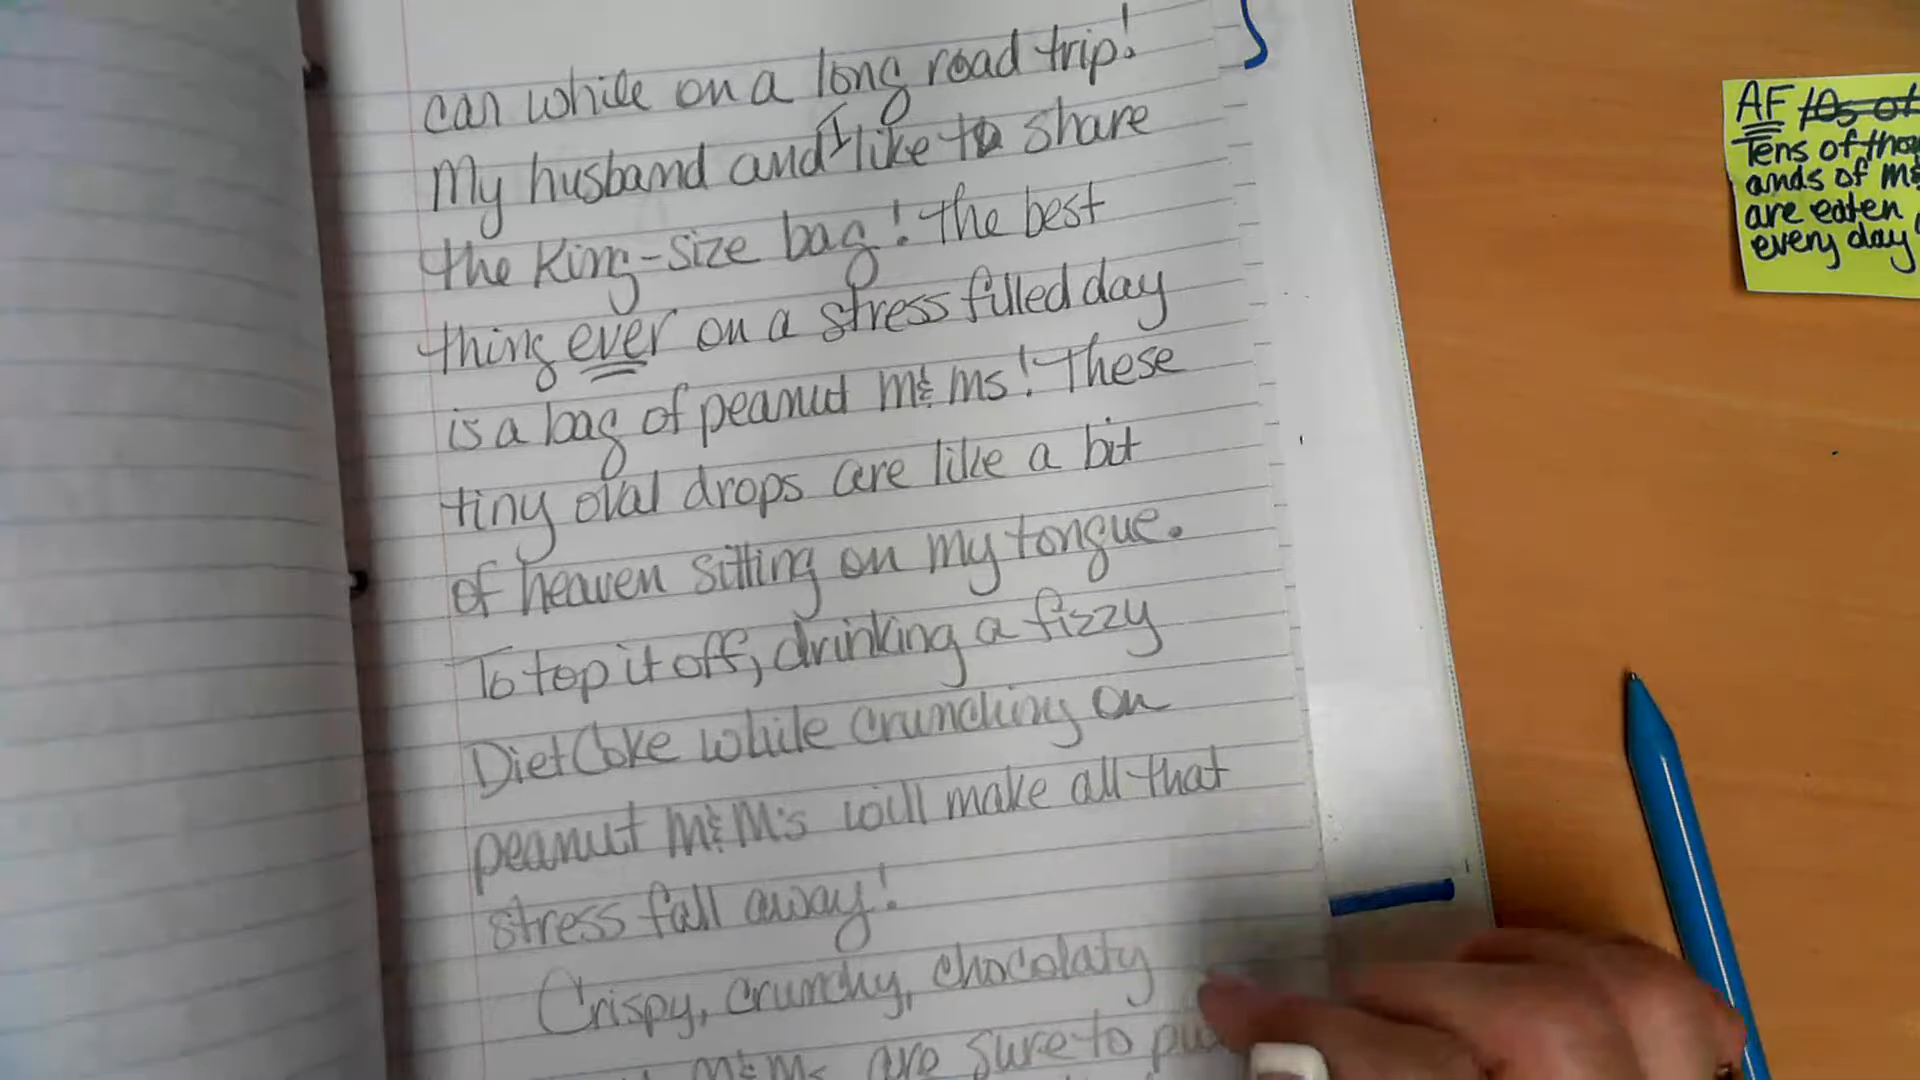 can while on a long road trip!
My husband and I like to share
the King-size bag! The best
thing ever on a stress filled day
is a bag of peanut m&ms! These
tiny oval drops are like a bit
of heaven sitting on my tongue.
To top it off, drinking a fizzy
Diet Coke while crunching on
peanut M&M's will make all that
stress fall away!
Crispy, crunchy, chocolaty
M&Ms are sure to
AF
Tens of
ands of
are eaten
every day